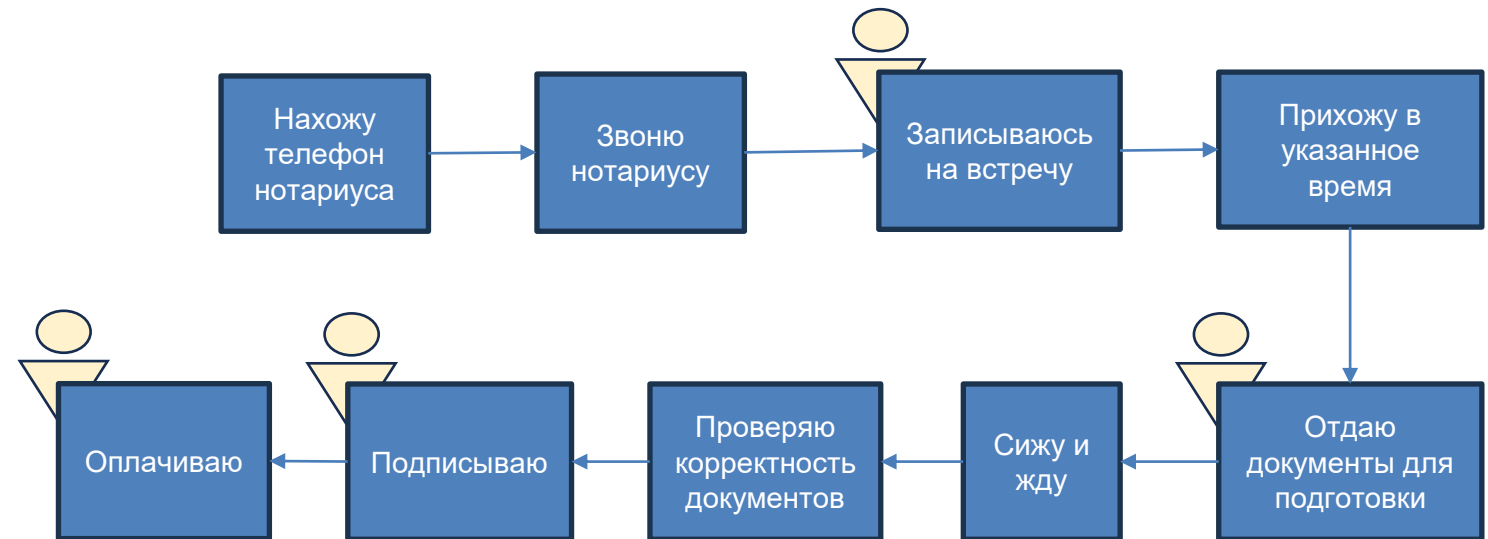 Нахожу
телефон
нотариуса
Звоню
нотариусу
Записываюсь
на встречу
Прихожу в
указанное
время
Отдаю
документы для
подготовки
Сижу и
жду
Проверяю
корректность
документов
Подписываю
Оплачиваю